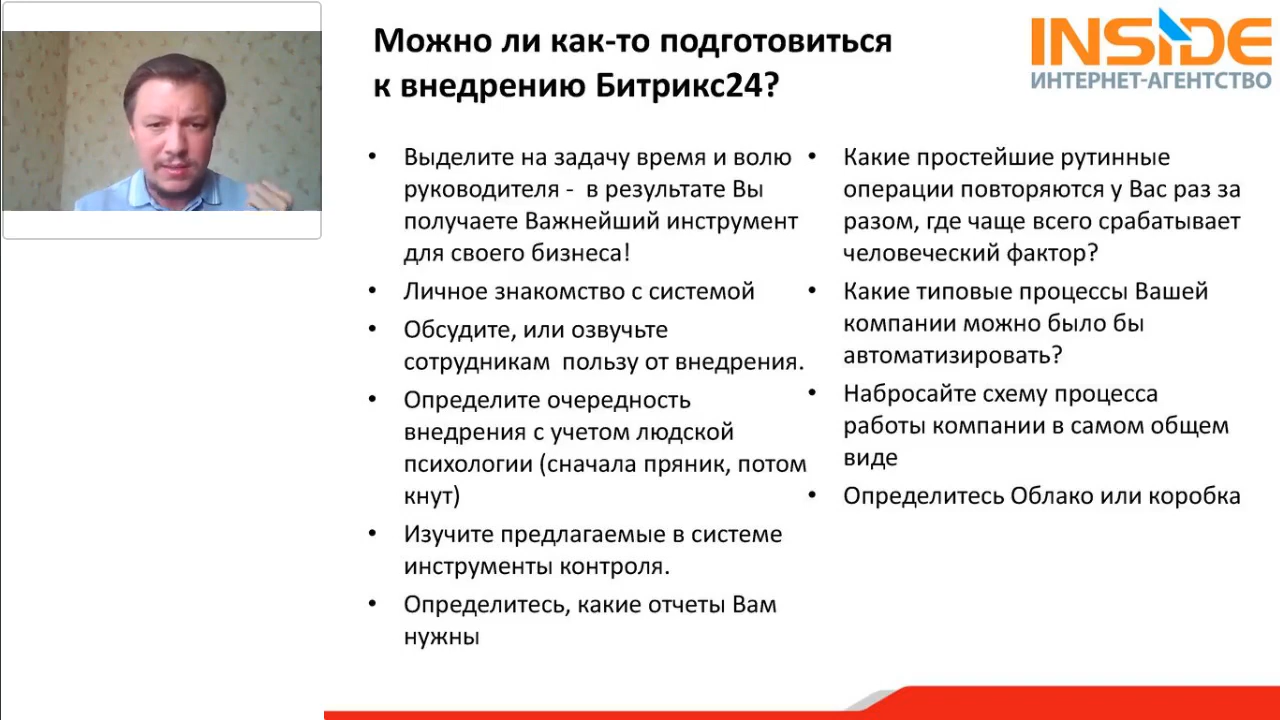 Можно ли как-то подготовиться
к внедрению Битрикс24?
INSIDE
ИНТЕРНЕТ-АГЕНТСТВО
• Выделите на задачу время и волю
руководителя - в результате Вы
получаете Важнейший инструмент
для своего бизнеса!
• Личное знакомство с системой
• Обсудите, или озвучьте
сотрудникам пользу от внедрения.
• Определите очередность
внедрения с учетом людской
психологии (сначала пряник, потом
кнут)
• Изучите предлагаемые в системе
инструменты контроля.
• Определитесь, какие отчеты Вам
нужны
• Какие простейшие рутинные
операции повторяются у Вас раз за
разом, где чаще всего срабатывает
человеческий фактор?
• Какие типовые процессы Вашей
компании можно было бы
автоматизировать?
• Набросайте схему процесса
работы компании в самом общем
виде
• Определитесь Облако или коробка